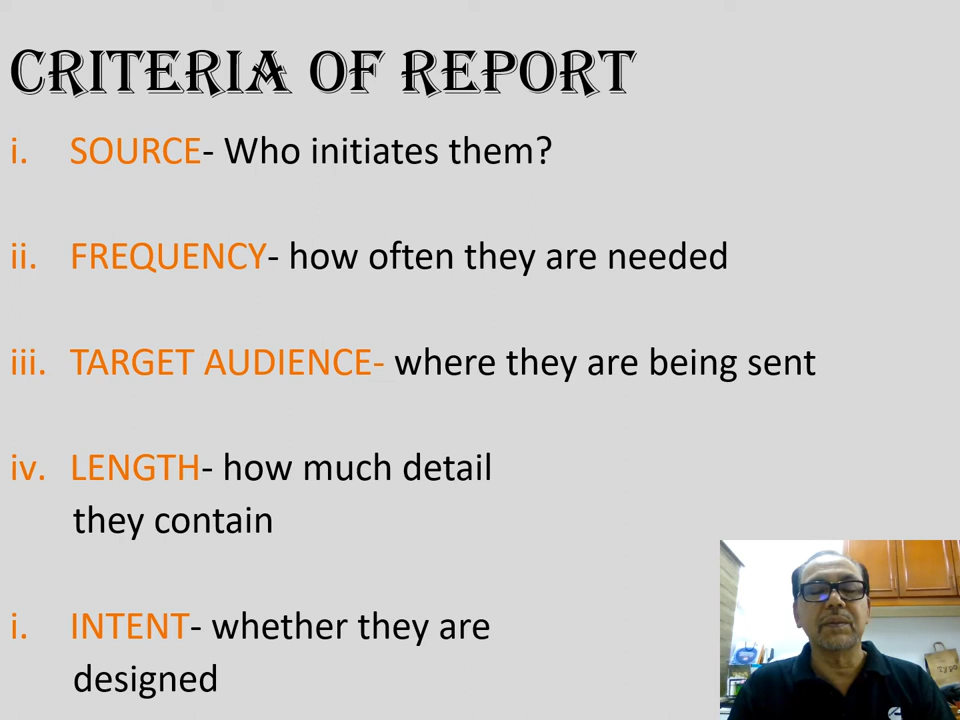 CRITERIA OF REPORT
i. SOURCE- Who initiates them?
ii. FREQUENCY- how often they are needed
iii. TARGET AUDIENCE- where they are being sent
iv. LENGTH- how much detail
they contain
i. INTENT- whether they are
designed